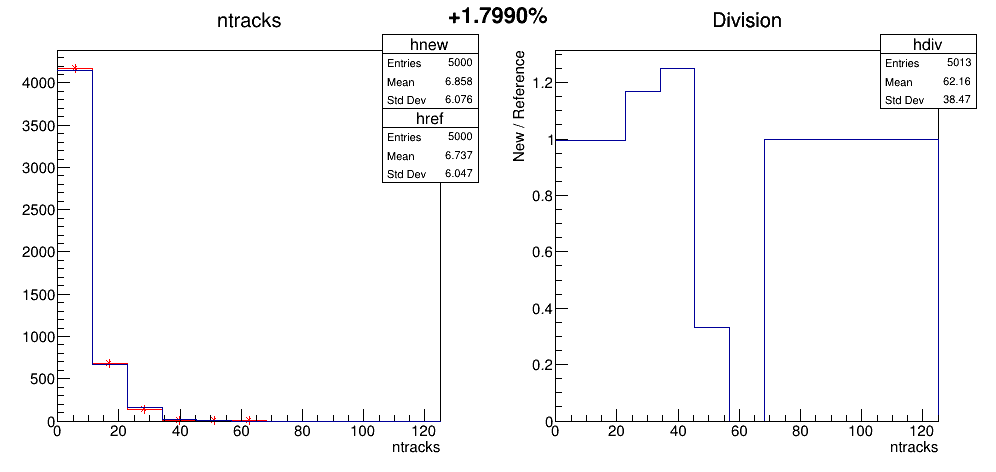 +1.7990%
ntracks
hnew
Entries 5000
Mean 6.858
Std Dev 6.076
href
Entries 5000
Mean 6.737
Std Dev 6.047
4000
3500
3000
2500
2000
1500
1000
500
0
0 20 40 60 80 100 120
ntracks
Division
hdiv
Entries 5013
Mean 62.16
Std Dev 38.47
New / Reference
1.2
1
0.8
0.6
0.4
0.2
0
0 20 40 60 80 100 120
ntracks